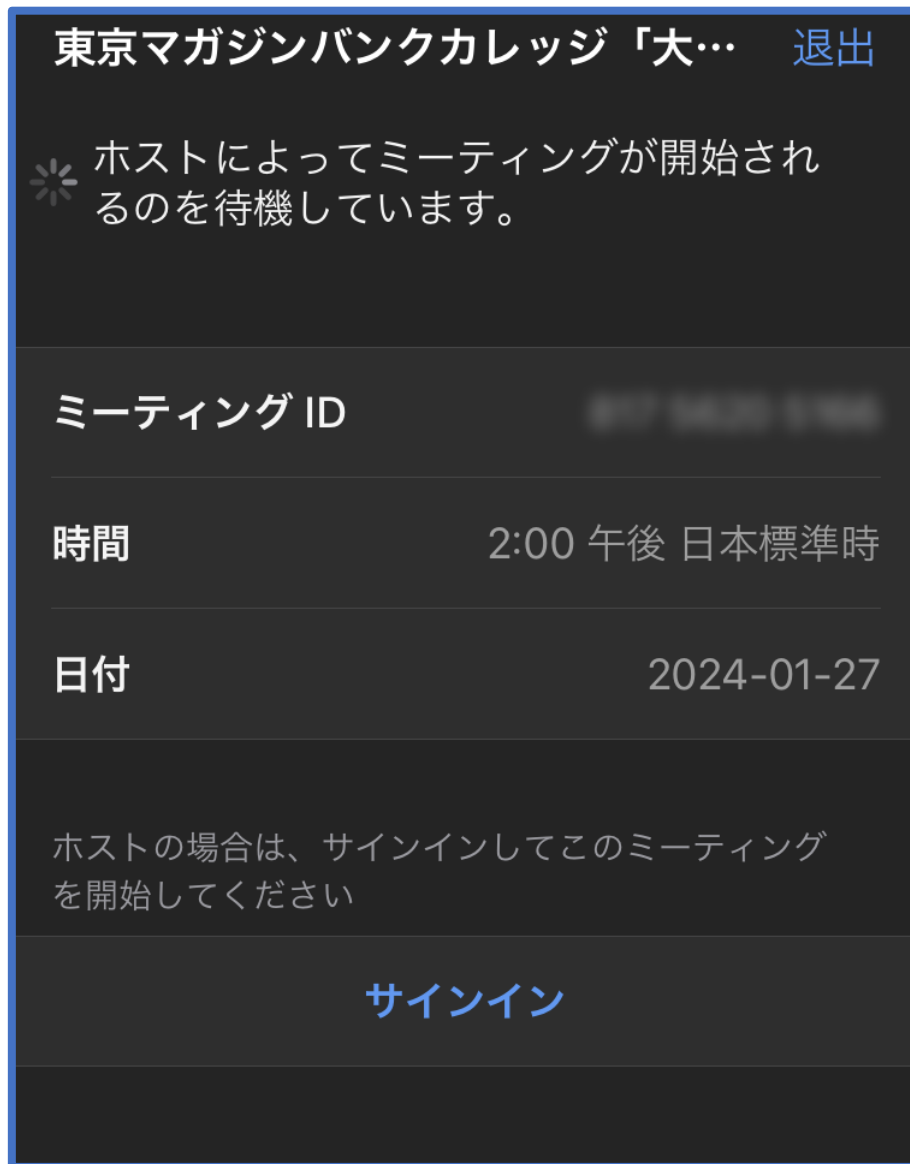 東京マガジンバンクカレッジ「大… 退出
ホストによってミーティングが開始され
るのを待機しています。
ミーティング ID
時間 2:00 午後 日本標準時
日付 2024-01-27
ホストの場合は、サインインしてこのミーティング
を開始してください
サインイン